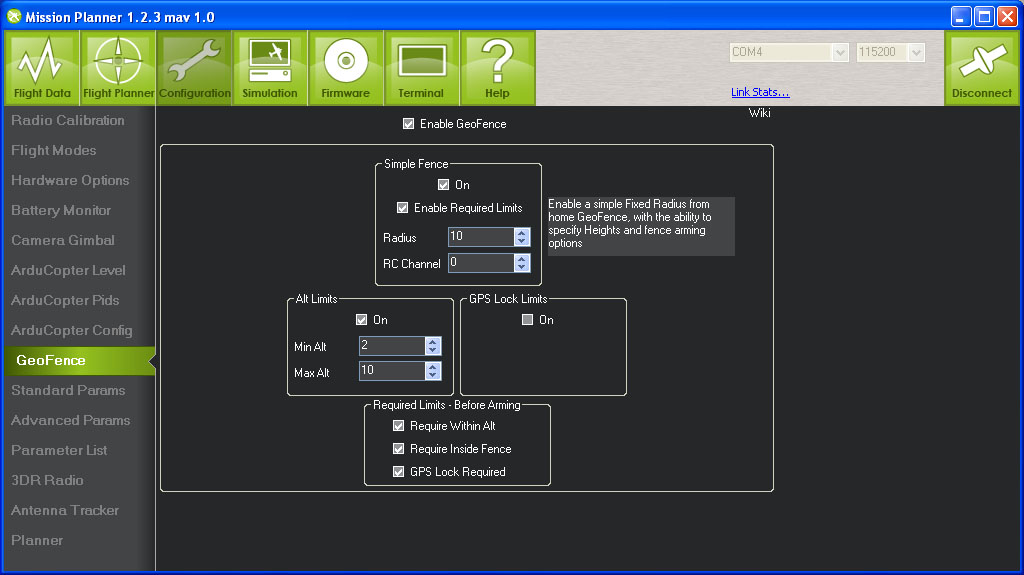 Mission Planner 1.2.3 mav 1.0
Flight Data
Flight Planner
Configuration
Simulation
Firmware
Terminal
?
Help
COM4
115200
Link Stats...
Disconnect
Wiki
Radio Calibration
Flight Modes
Hardware Options
Battery Monitor
Camera Gimbal
ArduCopter Level
ArduCopter Pids
ArduCopter Config
GeoFence
Standard Params
Advanced Params
Parameter List
3DR Radio
Antenna Tracker
Planner
Enable GeoFence
Simple Fence
On
Enable Required Limits
Radius 10
RC Channel 0
Enable a simple Fixed Radius from
home GeoFence, with the ability to
specify Heights and fence arming
options
Alt Limits
On
Min Alt 2
Max Alt 10
GPS Lock Limits
On
Required Limits - Before Arming
Require Within Alt
Require Inside Fence
GPS Lock Required